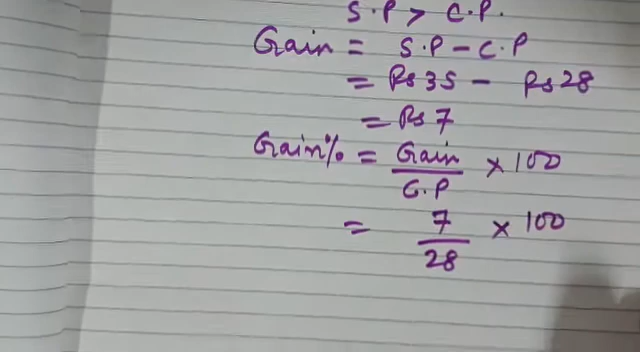 S.P > C.P.
Gain = S.P - C.P
= Rs 35 - Rs 28
= Rs 7
Gain% = Gain/C.P × 100
= 7/28 × 100